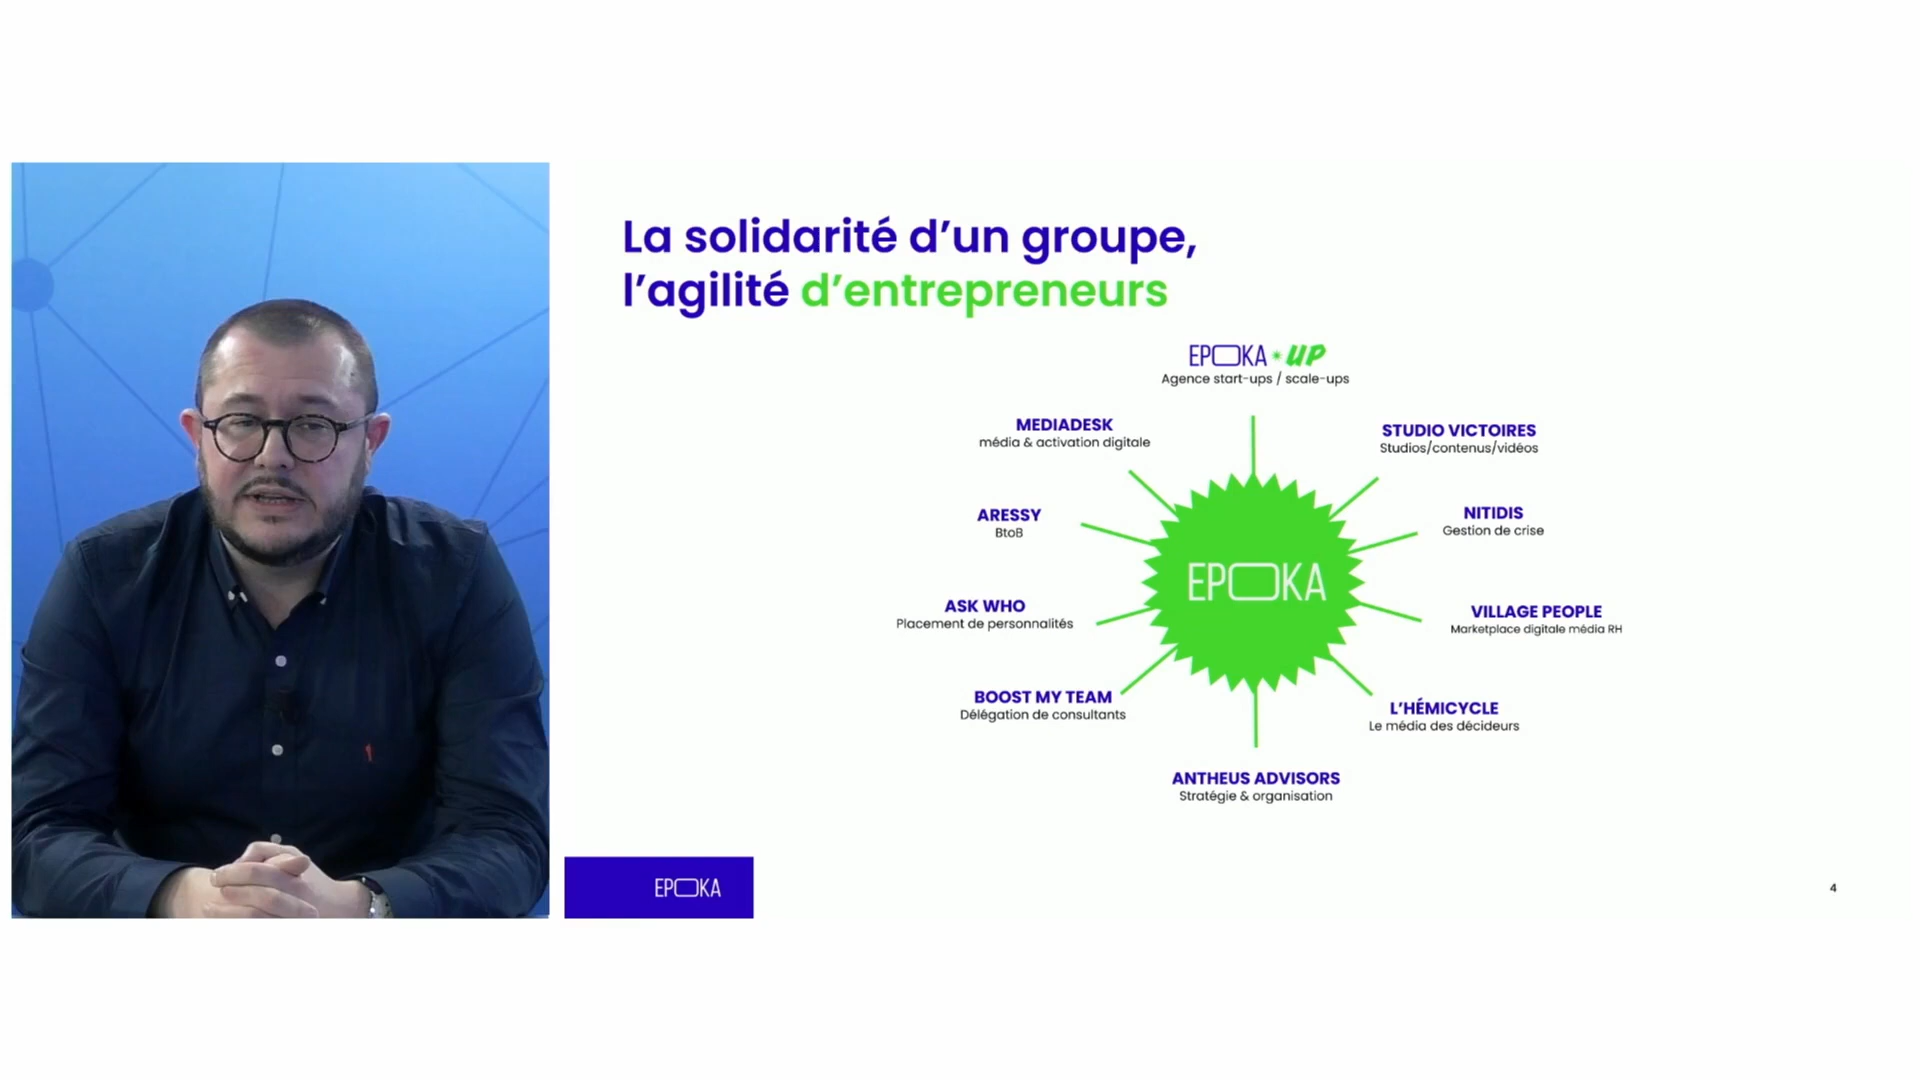 La solidarité d’un groupe,
l’agilité d’entrepreneurs
EPOKA UP
Agence start-ups / scale-ups
MEDIADESK
média & activation digitale
STUDIO VICTOIRES
Studios/contenus/vidéos
ARESSY
BtoB
NITIDIS
Gestion de crise
EPOKA
ASK WHO
Placement de personnalités
VILLAGE PEOPLE
Marketplace digitale média RH
BOOST MY TEAM
Délégation de consultants
L’HÉMICYCLE
Le média des décideurs
ANTHEUS ADVISORS
Stratégie & organisation
EPOKA
4